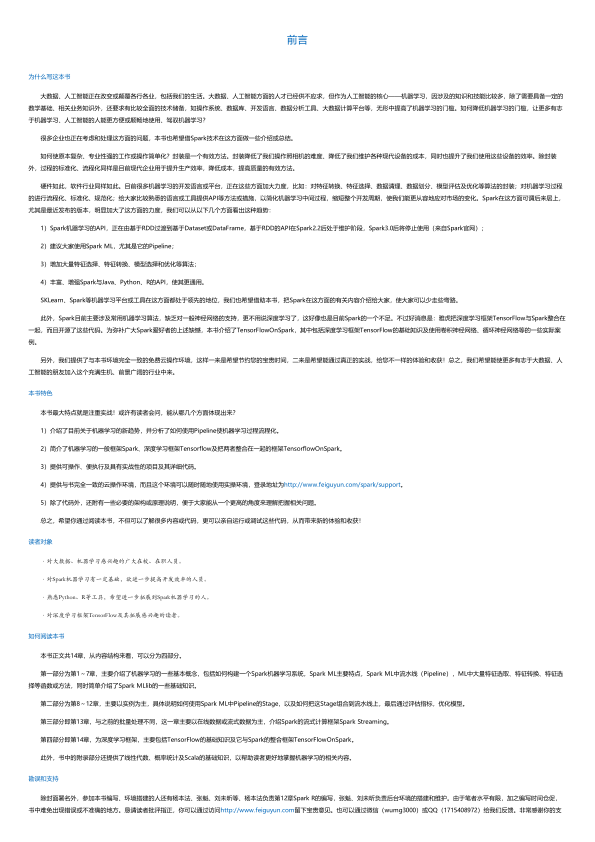 前言
为什么写这本书
大数据、人工智能正在改变或颠覆各行各业，包括我们的生活。大数据、人工智能方面的人才已经供不应求，但作为人工智能的核心——机器学习，因涉及的知识和技能比较多，除了需要具备一定的
数学基础、相关业务知识外，还要求有比较全面的技术储备，如操作系统、数据库、开发语言、数据分析工具、大数据计算平台等，无形中提高了机器学习的门槛。如何降低机器学习的门槛，让更多有志
于机器学习、人工智能的人能更方便或顺畅地使用、驾驭机器学习？
很多企业也正在考虑和处理这方面的问题，本书也希望借Spark技术在这方面做一些介绍或总结。
如何使原本复杂、专业性强的工作或操作简单化？封装是一个有效方法。封装降低了我们操作照相机的难度，降低了我们维护各种现代设备的成本，同时也提升了我们使用这些设备的效率。除封装
外，过程的标准化、流程化同样是目前现代企业用于提升生产效率，降低成本，提高质量的有效方法。
硬件如此，软件行业同样如此。目前很多机器学习的开发语言或平台，正在这些方面加大力度，比如：对特征转换、特征选择、数据清理、数据划分、模型评估及优化等算法的封装；对机器学习过程
的进行流程化、标准化、规范化；给大家比较熟悉的语言或工具提供API等方法或措施，以简化机器学习中间过程，缩短整个开发周期，使我们能更从容地应对市场的变化。Spark在这方面可谓后来居上，
尤其是最近发布的版本，明显加大了这方面的力度，我们可以从以下几个方面看出这种趋势：
1）Spark机器学习的API，正在由基于RDD过渡到基于Dataset或DataFrame，基于RDD的API在Spark2.2后处于维护阶段，Spark3.0后将停止使用（来自Spark官网）；
2）建议大家使用Spark ML，尤其是它的Pipeline；
3）增加大量特征选择、特征转换、模型选择和优化等算法；
4）丰富、增强Spark与Java、Python、R的API，使其更通用。
SKLearn、Spark等机器学习平台或工具在这方面都处于领先的地位，我们也希望借助本书，把Spark在这方面的有关内容介绍给大家，使大家可以少走些弯路。
此外，Spark目前主要涉及常用机器学习算法，缺乏对一般神经网络的支持，更不用说深度学习了，这好像也是目前Spark的一个不足。不过好消息是：雅虎把深度学习框架TensorFlow与Spark整合在
一起，而且开源了这些代码。为弥补广大Spark爱好者的上述缺憾，本书介绍了TensorFlowOnSpark，其中包括深度学习框架TensorFlow的基础知识及使用卷积神经网络、循环神经网络等的一些实际案
例。
另外，我们提供了与本书环境完全一致的免费云操作环境，这样一来是希望节约您的宝贵时间，二来是希望能通过真正的实战，给您不一样的体验和收获！总之，我们希望能使更多有志于大数据、人
工智能的朋友加入这个充满生机、前景广阔的行业中来。
本书特色
本书最大特点就是注重实战！或许有读者会问，能从哪几个方面体现出来？
1）介绍了目前关于机器学习的新趋势，并分析了如何使用Pipeline使机器学习过程流程化。
2）简介了机器学习的一般框架Spark、深度学习框架Tensorflow及把两者整合在一起的框架TensorflowOnSpark。
3）提供可操作、便执行及具有实战性的项目及其详细代码。
4）提供与书完全一致的云操作环境，而且这个环境可以随时随地使用实操环境，登录地址为http://www.feiguyun.com/spark/support。
5）除了代码外，还附有一些必要的架构或原理说明，便于大家能从一个更高的角度来理解把握相关问题。
总之，希望你通过阅读本书，不但可以了解很多内容或代码，更可以亲自运行或调试这些代码，从而带来新的体验和收获！
读者对象
· 对大数据、机器学习感兴趣的广大在校、在职人员。
· 对Spark机器学习有一定基础，欲进一步提高开发效率的人员。
· 熟悉Python、R等工具，希望进一步拓展到Spark机器学习的人。
· 对深度学习框架TensorFlow及其拓展感兴趣的读者。
如何阅读本书
本书正文共14章，从内容结构来看，可以分为四部分。
第一部分为第1～7章，主要介绍了机器学习的一些基本概念，包括如何构建一个Spark机器学习系统，Spark ML主要特点，Spark ML中流水线（Pipeline），ML中大量特征选取、特征转换、特征选
择等函数或方法，同时简单介绍了Spark MLlib的一些基础知识。
第二部分为第8～12章，主要以实例为主，具体说明如何使用Spark ML中Pipeline的Stage，以及如何把这Stage组合到流水线上，最后通过评估指标，优化模型。
第三部分即第13章，与之前的批量处理不同，这一章主要以在线数据或流式数据为主，介绍Spark的流式计算框架Spark Streaming。
第四部分即第14章，为深度学习框架，主要包括TensorFlow的基础知识及它与Spark的整合框架TensorFlowOnSpark。
此外，书中的附录部分还提供了线性代数、概率统计及Scala的基础知识，以帮助读者更好地掌握机器学习的相关内容。
勘误和支持
除封面署名外，参加本书编写、环境搭建的人还有杨本法、张魁、刘未昕等，杨本法负责第12章Spark R的编写，张魁、刘未昕负责后台环境的搭建和维护。由于笔者水平有限，加之编写时间仓促，
书中难免出现错误或不准确的地方。恳请读者批评指正，你可以通过访问http://www.feiguyun.com留下宝贵意见。也可以通过微信（wumg3000）或QQ（1715408972）给我们反馈。非常感谢你的支